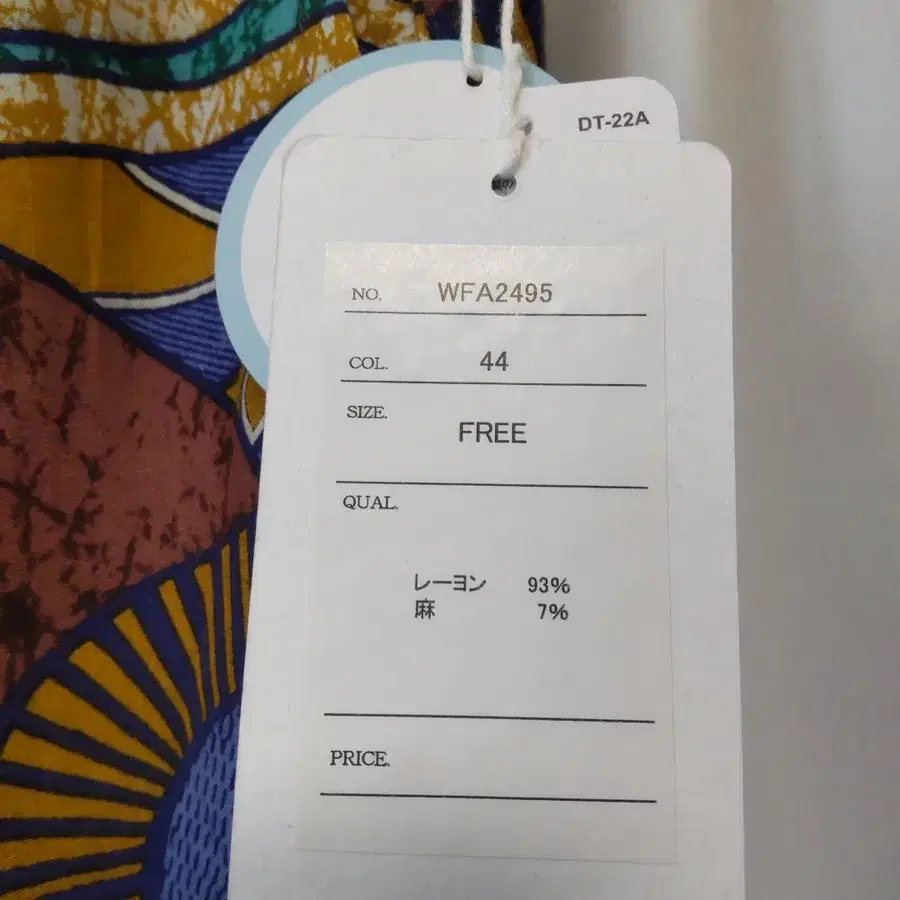 DT-22A
NO. WFA2495
COL. 44
SIZE. FREE
QUAL.
レーヨン 93%
麻 7%
PRICE.